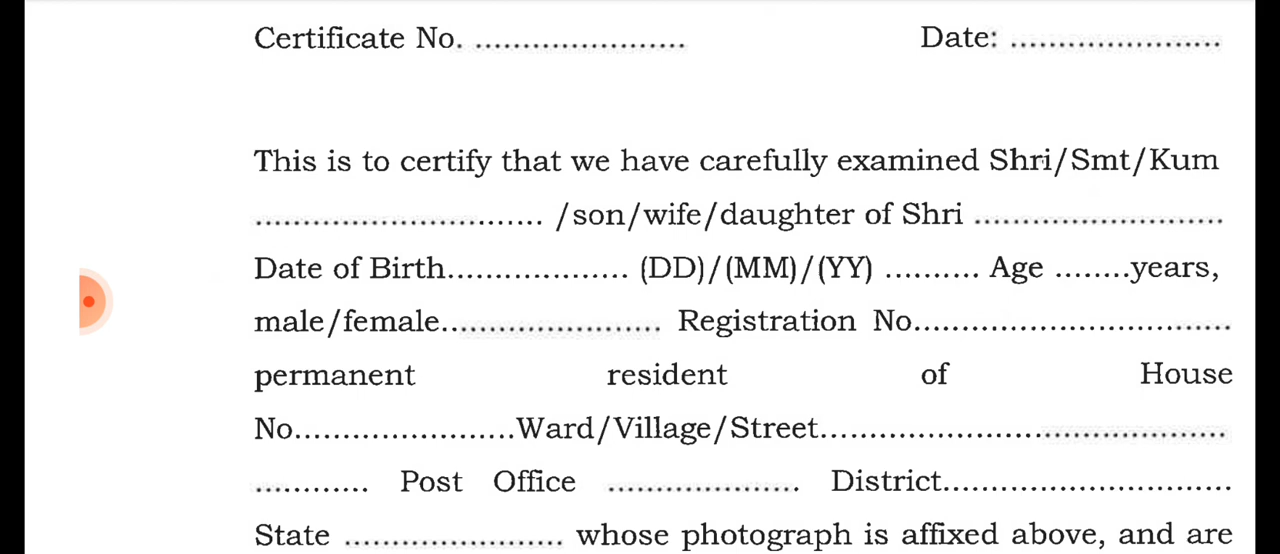 Certificate No. ...................... Date: ......................
This is to certify that we have carefully examined Shri/Smt/Kum
.............................. /son/wife/daughter of Shri ..........................
Date of Birth................... (DD)/(MM)/(YY) .......... Age ........years,
male/female....................... Registration No.................................
permanent resident of House
No.......................Ward/Village/Street..........................................
............ Post Office .................... District..............................
State ....................... whose photograph is affixed above, and are